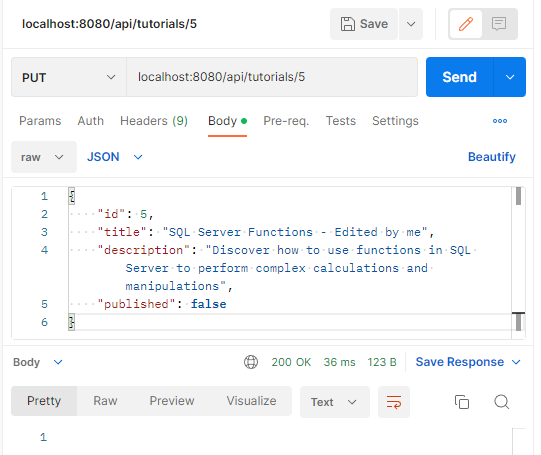 localhost:8080/api/tutorials/5 Save
PUT localhost:8080/api/tutorials/5 Send
Params Auth Headers (9) Body Pre-req. Tests Settings
raw JSON Beautify
1 {
2 "id": 5,
3 "title": "SQL Server Functions - Edited by me",
4 "description": "Discover how to use functions in SQL
Server to perform complex calculations and
manipulations",
5 "published": false
6 }
Body 200 OK 36 ms 123 B Save Response
Pretty Raw Preview Visualize Text
1